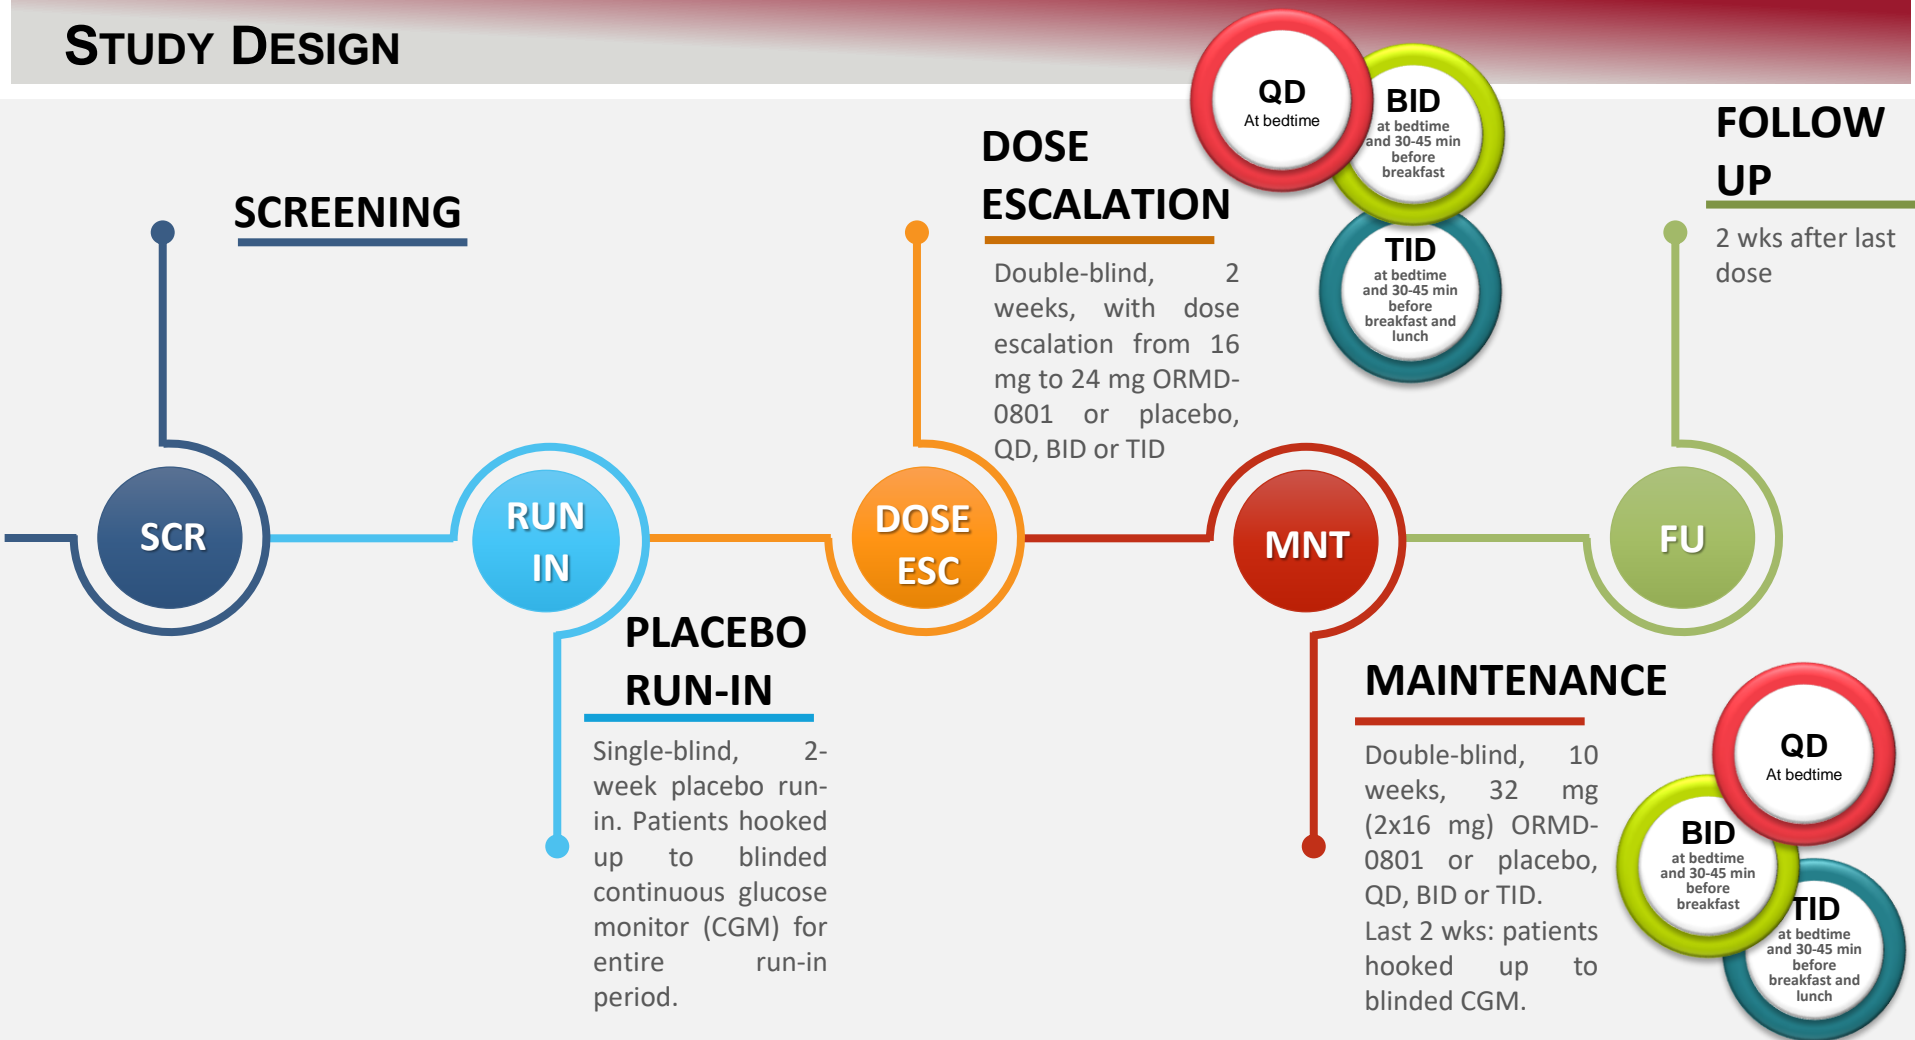 STUDY DESIGN
SCREENING
SCR
RUN
IN
PLACEBO
RUN-IN
Single-blind, 2-
week placebo run-
in. Patients hooked
up to blinded
continuous glucose
monitor (CGM) for
entire run-in
period.
DOSE
ESCALATION
Double-blind, 2
weeks, with dose
escalation from 16
mg to 24 mg ORMD-
0801 or placebo,
QD, BID or TID
QD
At bedtime
BID
at bedtime
and 30-45 min
before
breakfast
TID
at bedtime
and 30-45 min
before
breakfast and
lunch
DOSE
ESC
MNT
MAINTENANCE
Double-blind, 10
weeks, 32 mg
(2x16 mg) ORMD-
0801 or placebo,
QD, BID or TID.
Last 2 wks: patients
hooked up to
blinded CGM.
QD
At bedtime
BID
at bedtime
and 30-45 min
before
breakfast
TID
at bedtime
and 30-45 min
before
breakfast and
lunch
FOLLOW
UP
2 wks after last
dose
FU